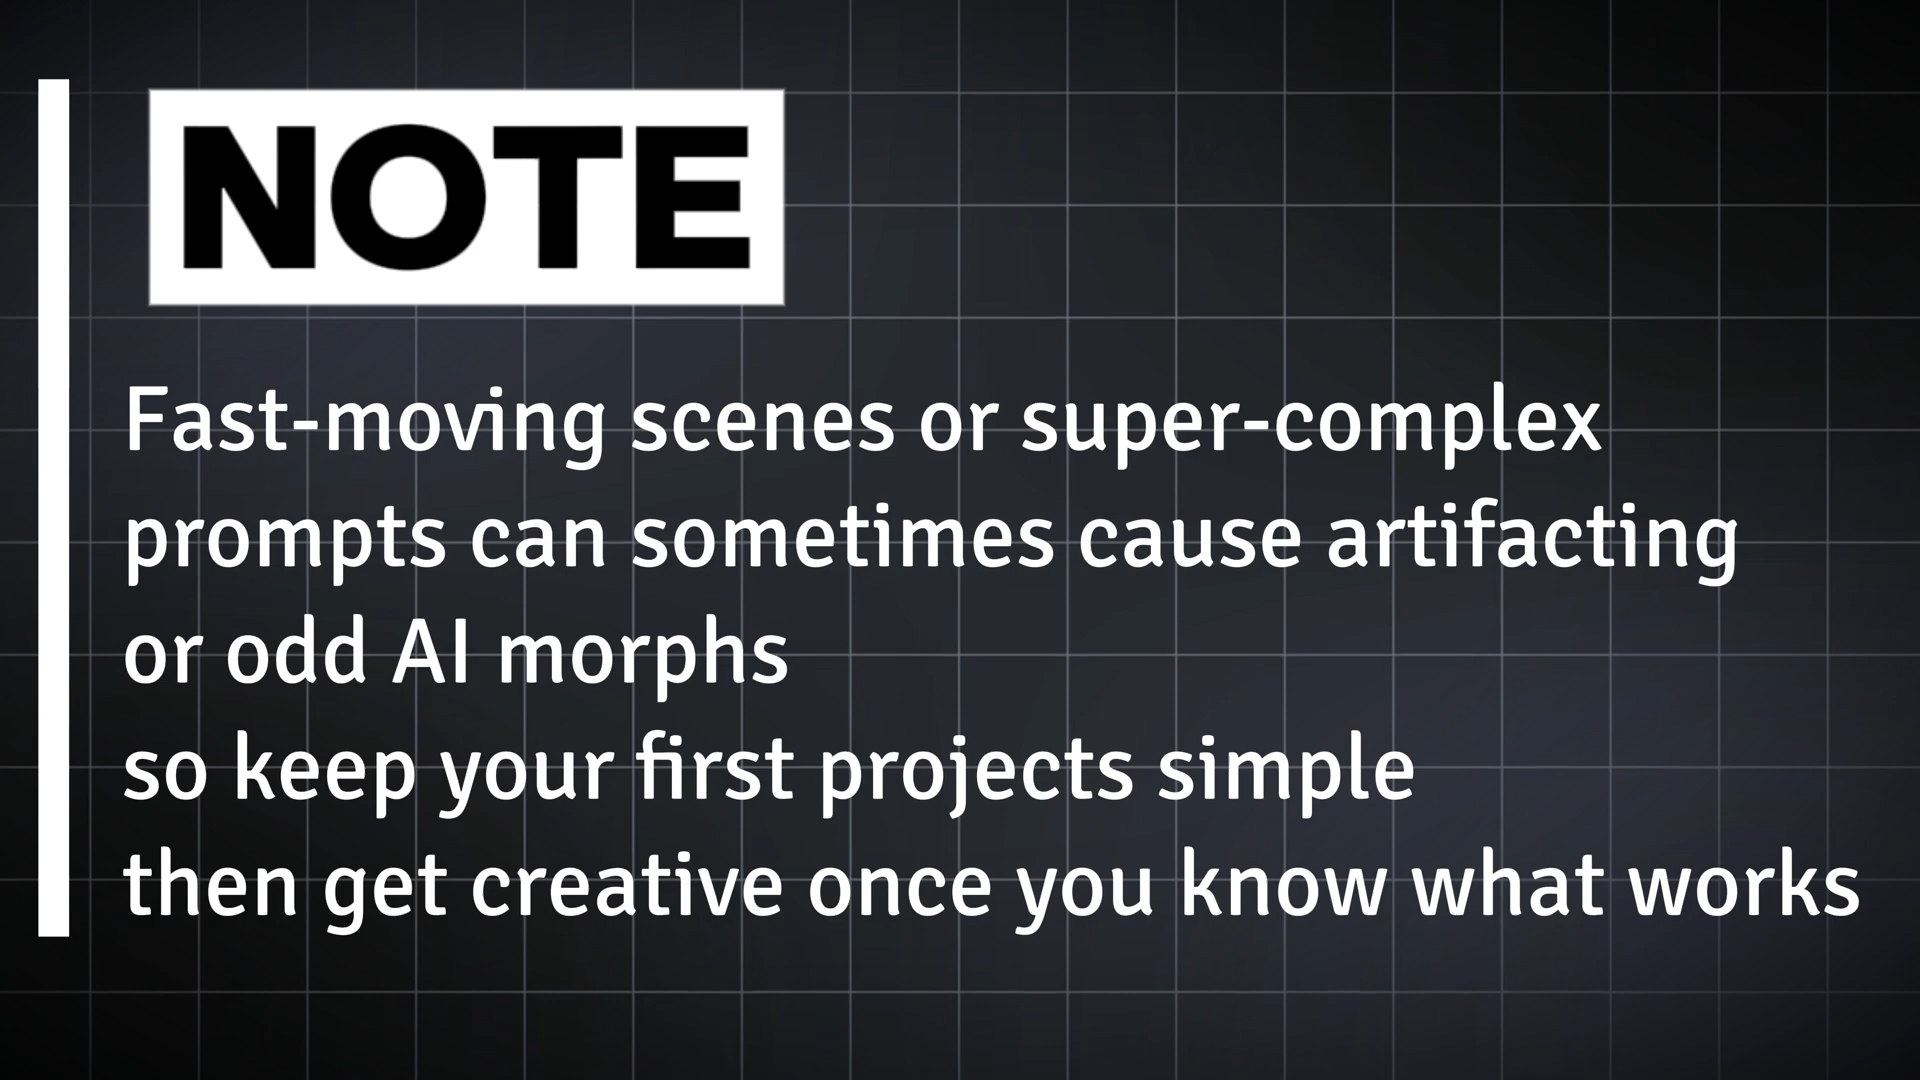 NOTE
Fast-moving scenes or super-complex
prompts can sometimes cause artifacting
or odd AI morphs
so keep your first projects simple
then get creative once you know what works